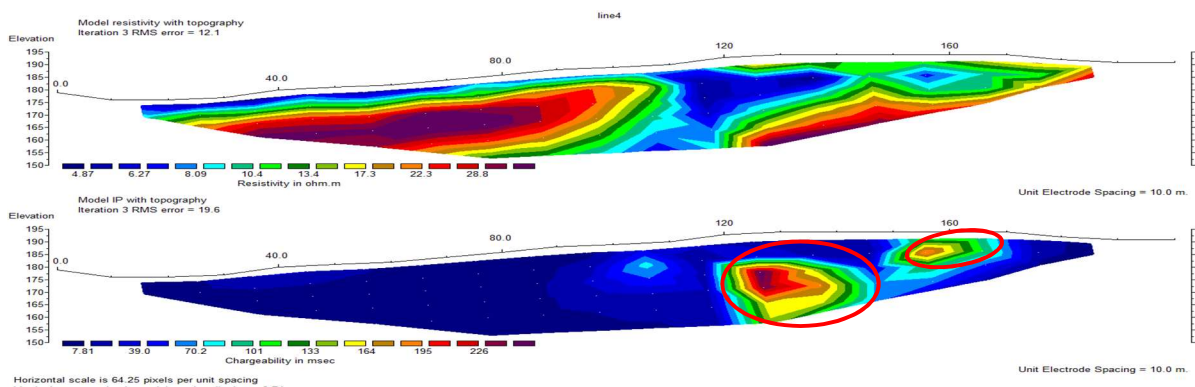 line4
Model resistivity with topography
Iteration 3 RMS error = 12.1
Elevation
195
190
185
180
175
170
165
160
155
150
0.0
40.0
80.0
120
160
4.87 6.27 8.09 10.4 13.4 17.3 22.3 28.8
Resistivity in ohm.m
Unit Electrode Spacing = 10.0 m.
Model IP with topography
Iteration 3 RMS error = 19.6
Elevation
195
190
185
180
175
170
165
160
155
150
0.0
40.0
80.0
120
160
7.81 39.0 70.2 101 133 164 195 226
Chargeability in msec
Unit Electrode Spacing = 10.0 m.
Horizontal scale is 64.25 pixels per unit spacing